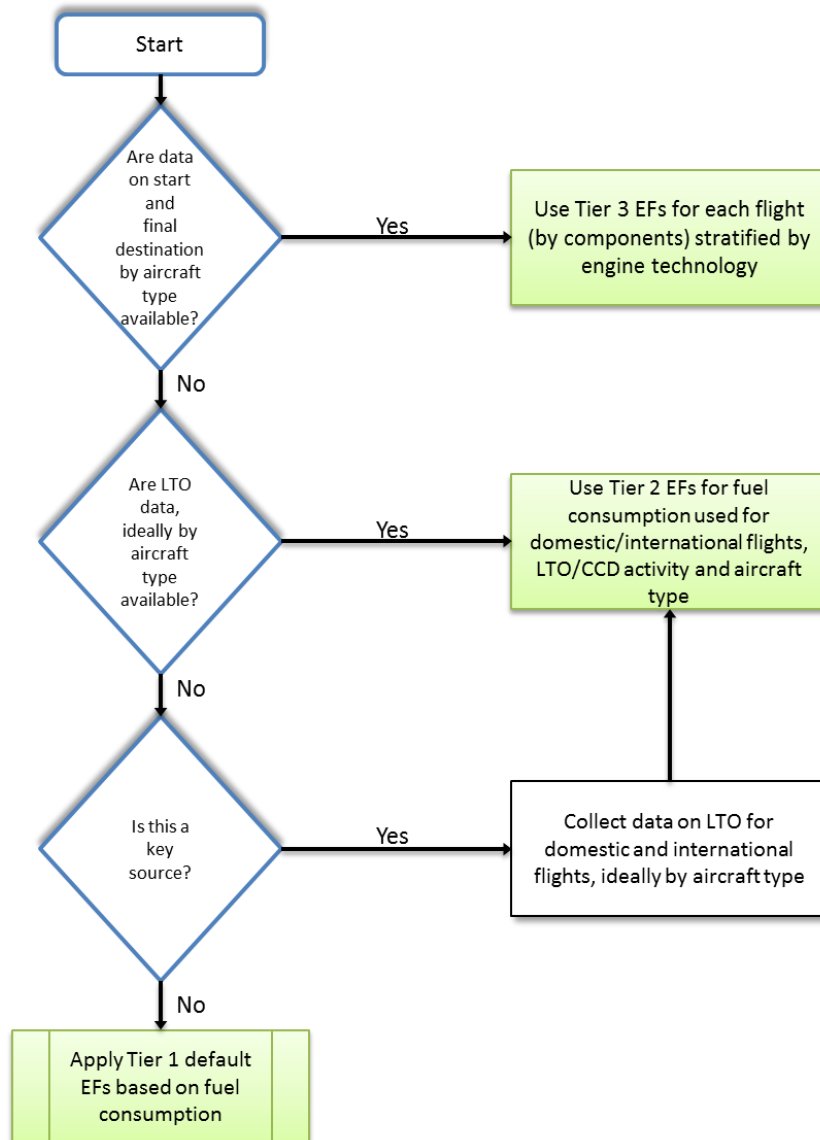 Start
Are data
on start
and
final
destination
by aircraft
type
available?
Yes
Use Tier 3 EFs for each flight
(by components) stratified by
engine technology
No
Are LTO
data,
ideally by
aircraft
type
available?
Yes
Use Tier 2 EFs for fuel
consumption used for
domestic/international flights,
LTO/CCD activity and aircraft
type
No
Is this a
key
source?
Yes
Collect data on LTO for
domestic and international
flights, ideally by aircraft type
No
Apply Tier 1 default
EFs based on fuel
consumption